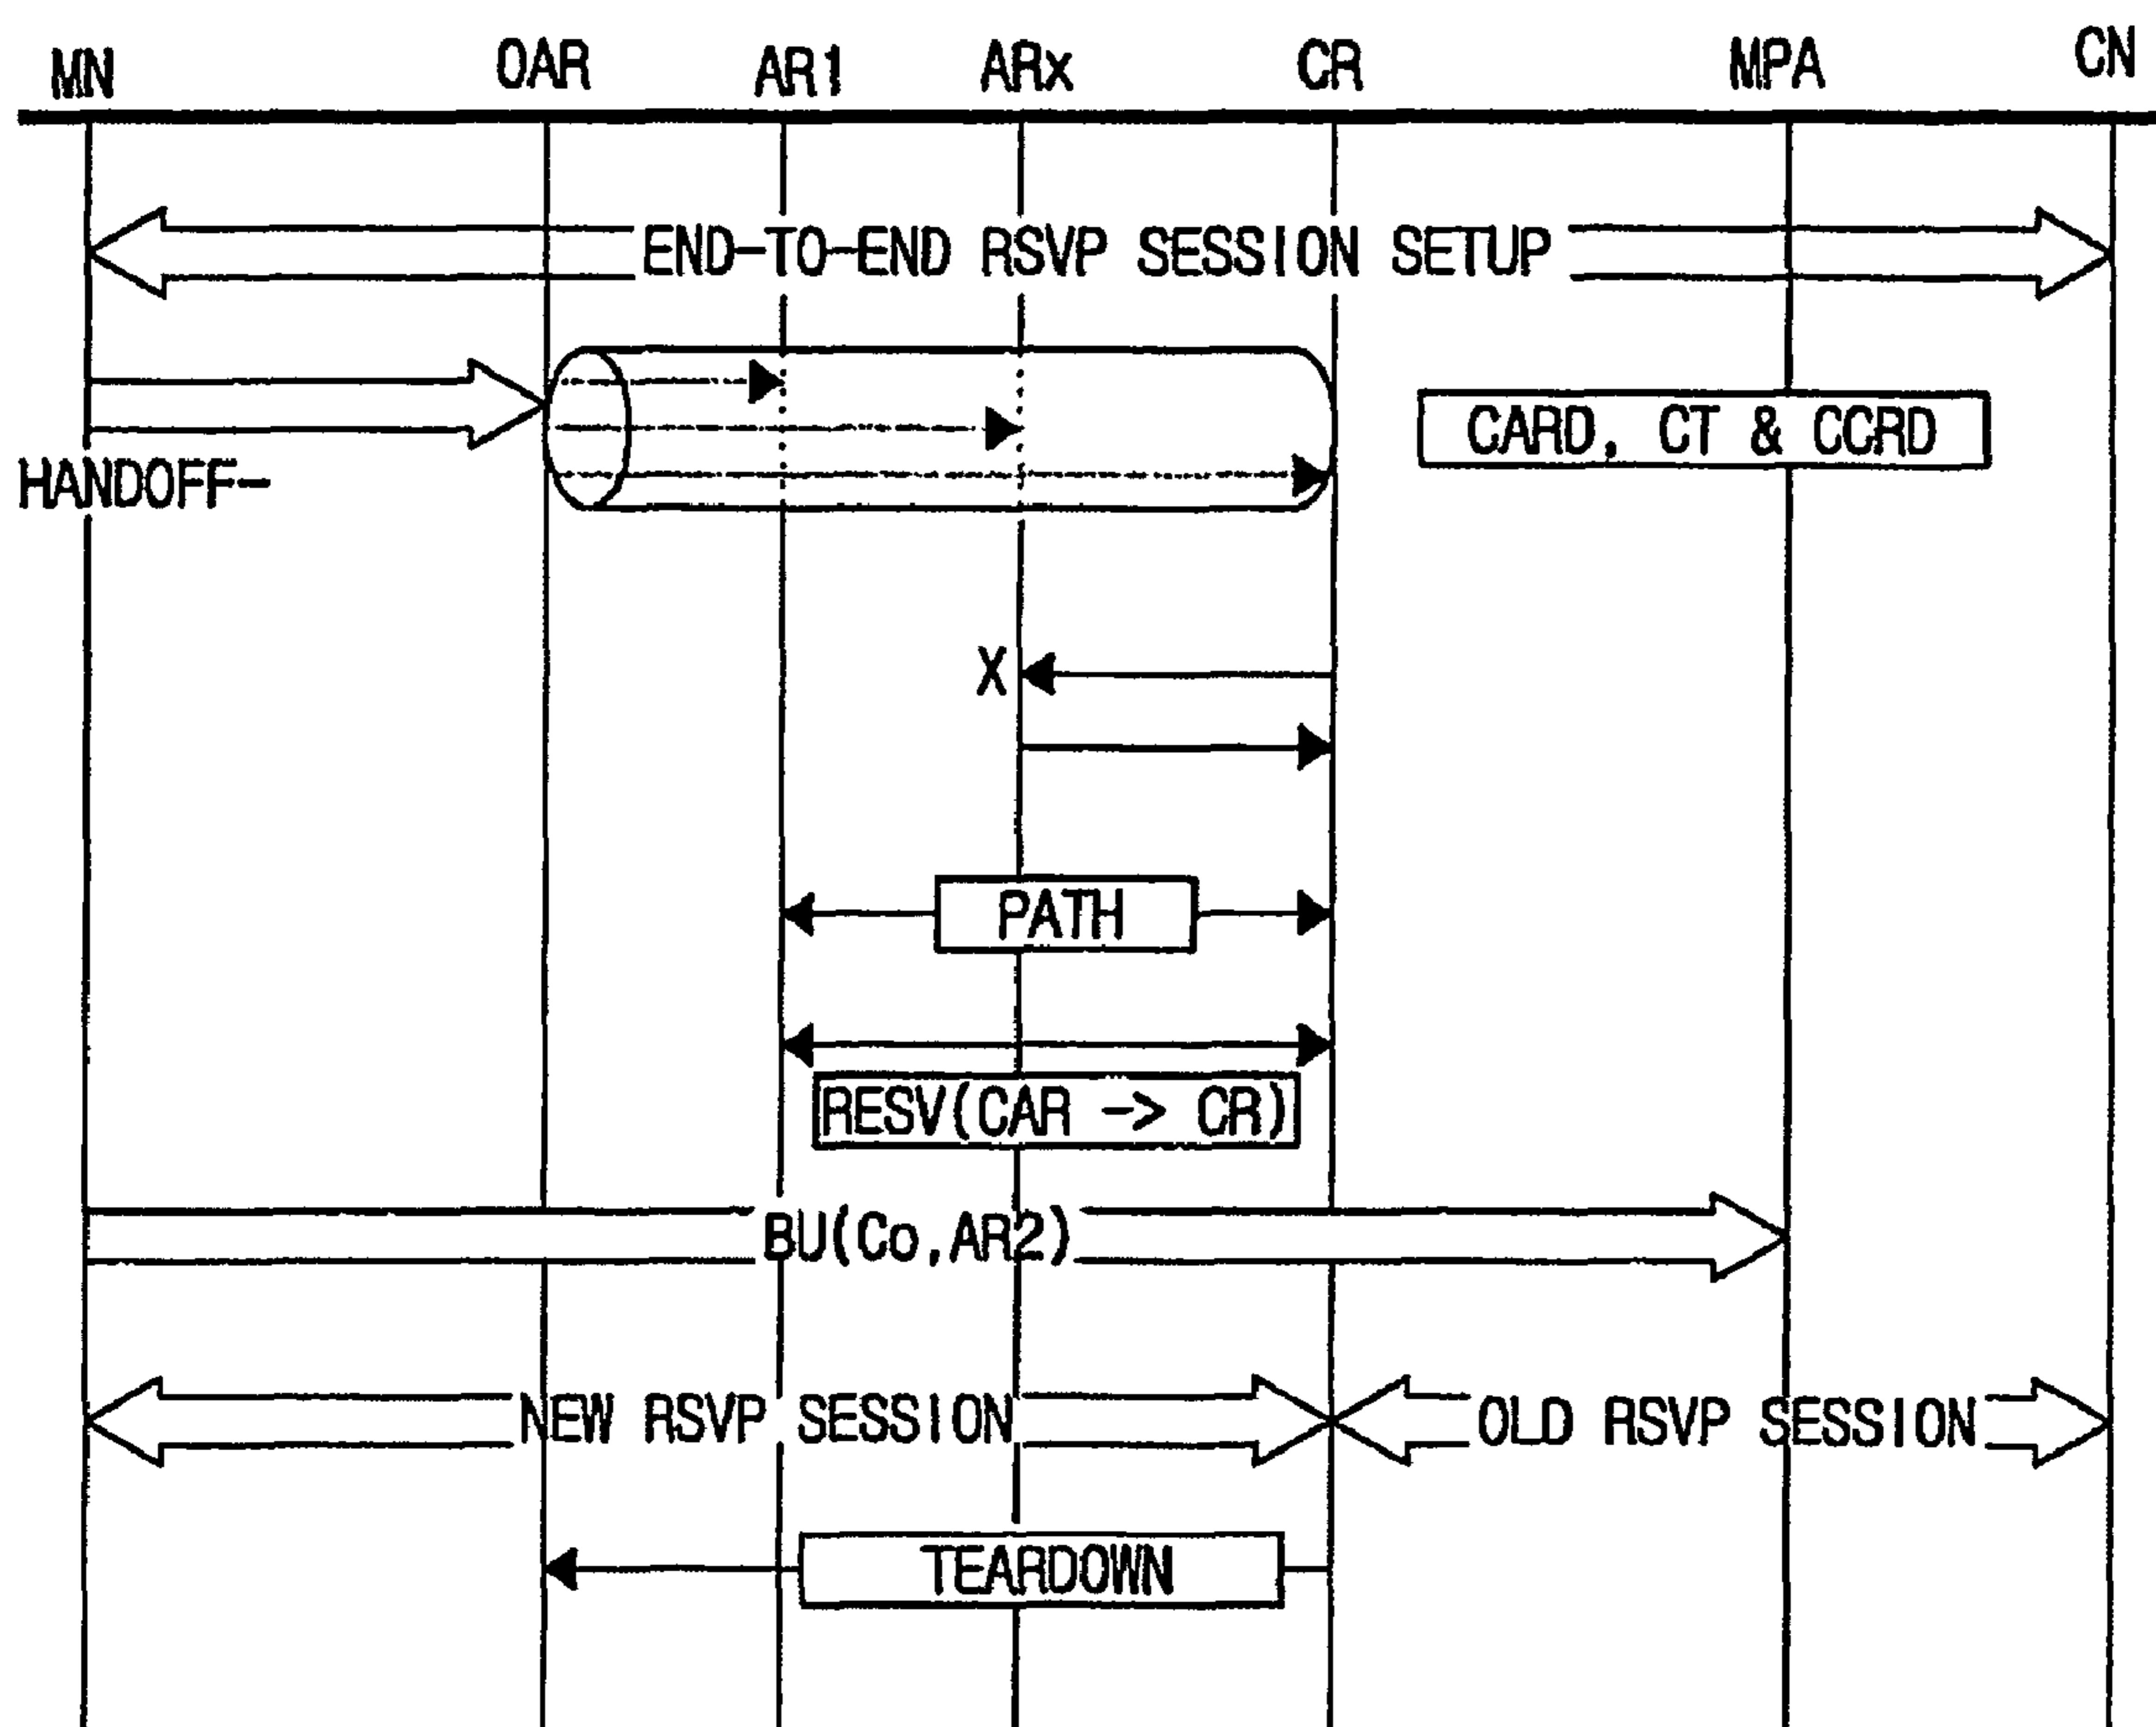 MN OAR AR1 ARx CR MPA CN
END-TO-END RSVP SESSION SETUP
CARD, CT & CCRD
HANDOFF-
X
PATH
RESV(CAR -> CR)
BU(Co,AR2)
NEW RSVP SESSION OLD RSVP SESSION
TEARDOWN